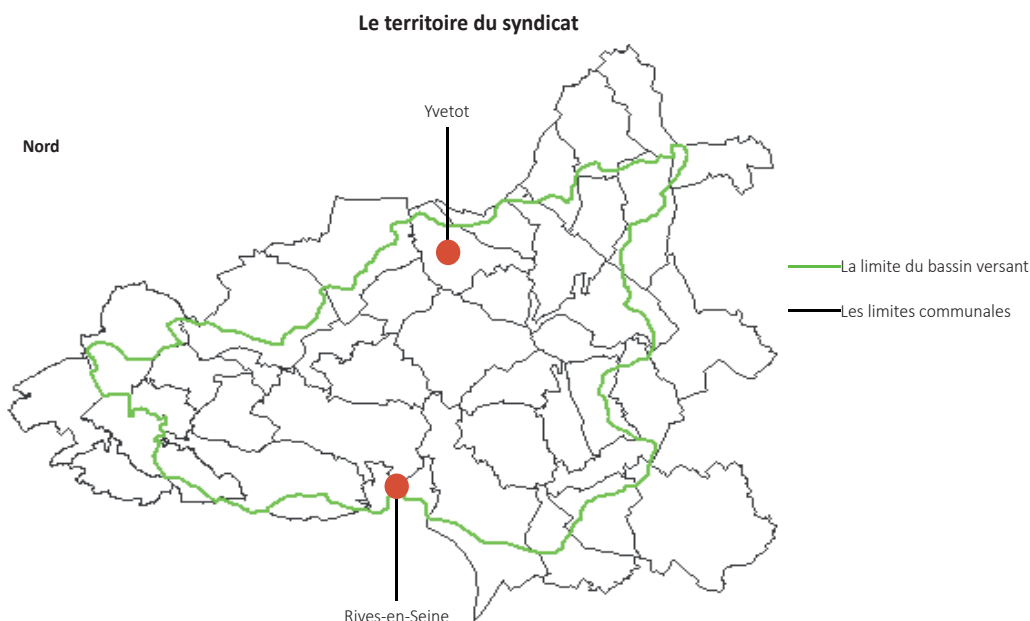 Le territoire du syndicat
Yvetot
Nord
La limite du bassin versant
Les limites communales
Rives-en-Seine